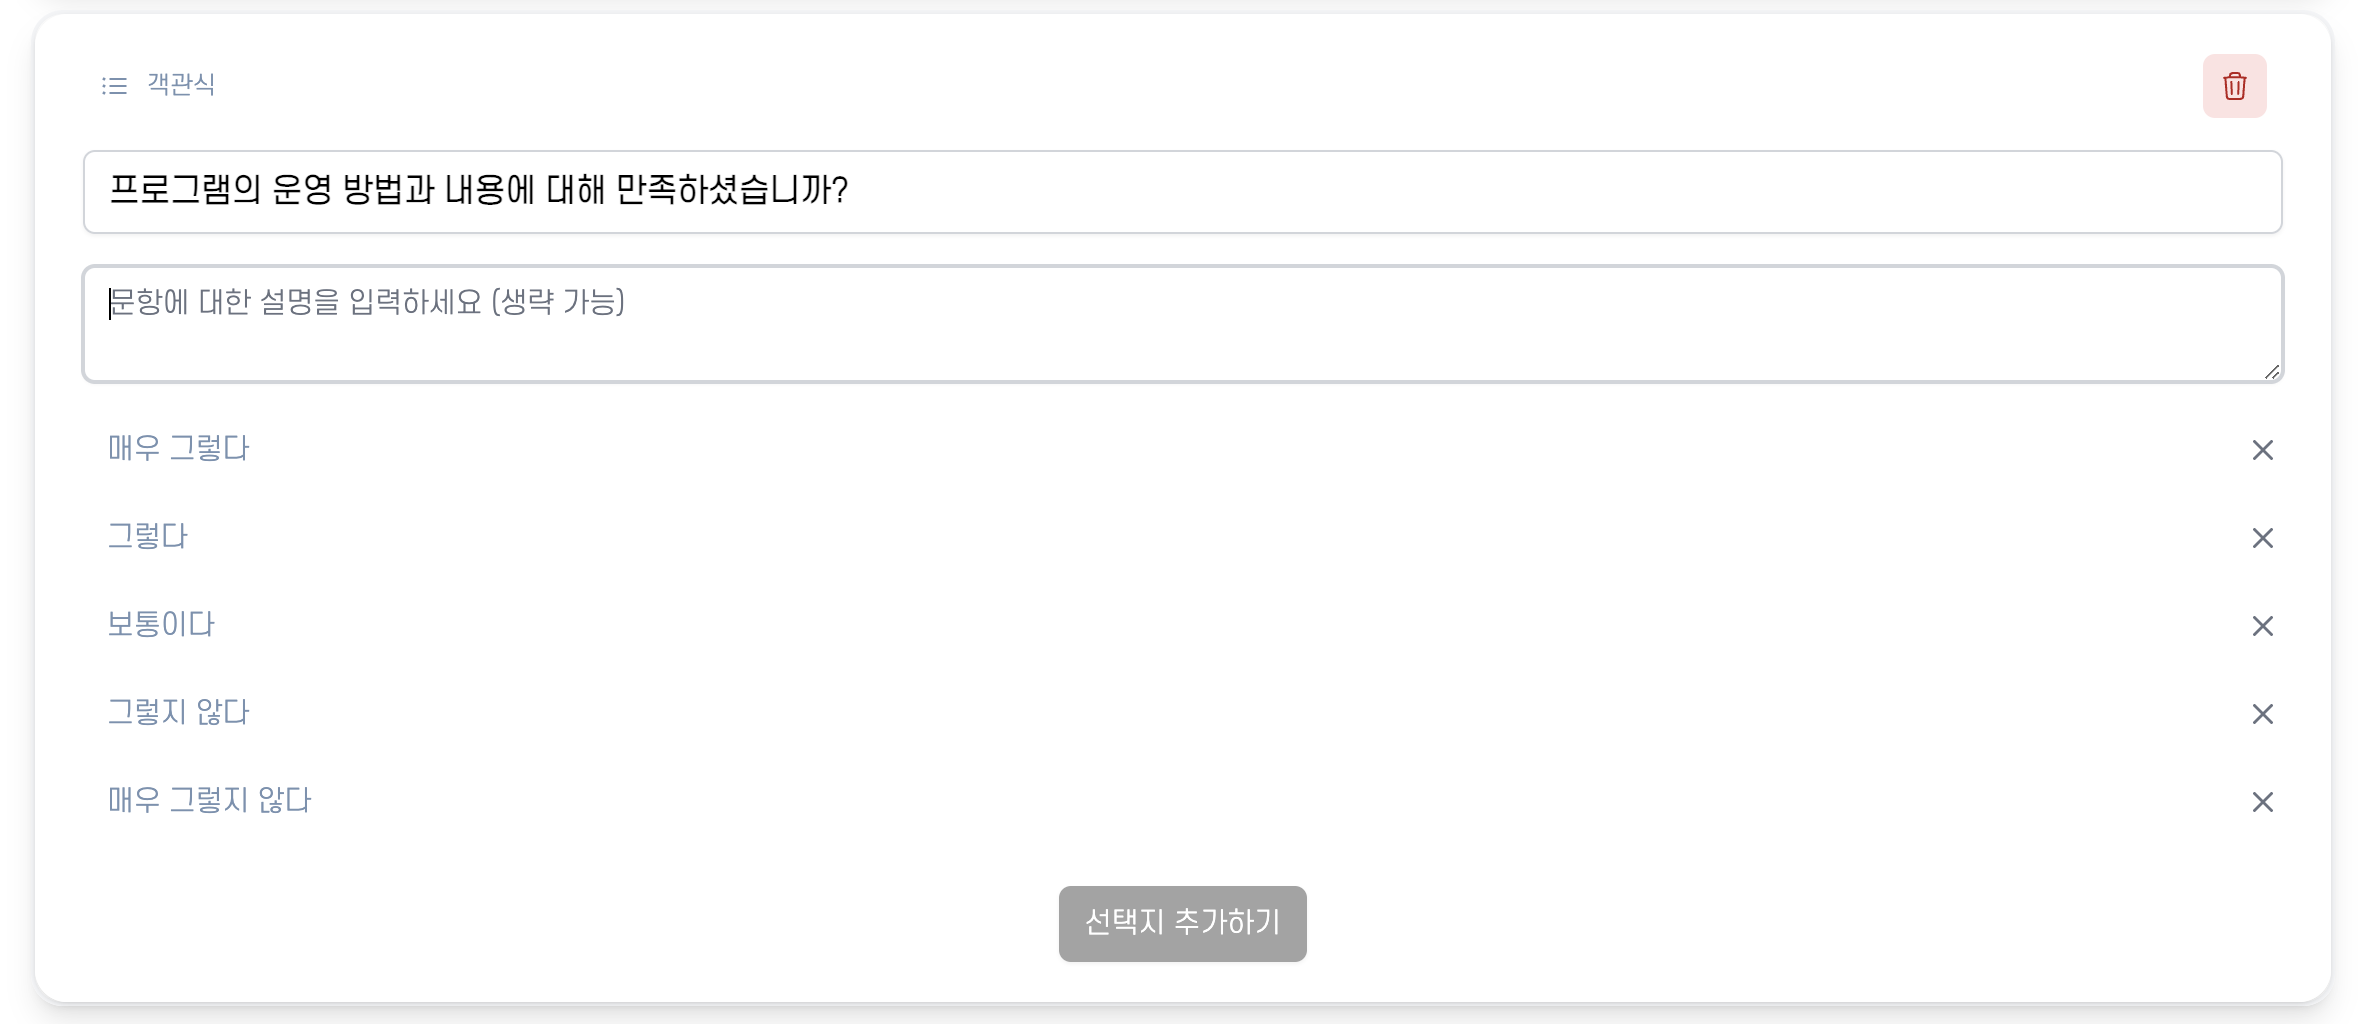 객관식
프로그램의 운영 방법과 내용에 대해 만족하셨습니까?
문항에 대한 설명을 입력하세요 (생략 가능)
매우 그렇다
그렇다
보통이다
그렇지 않다
매우 그렇지 않다
선택지 추가하기